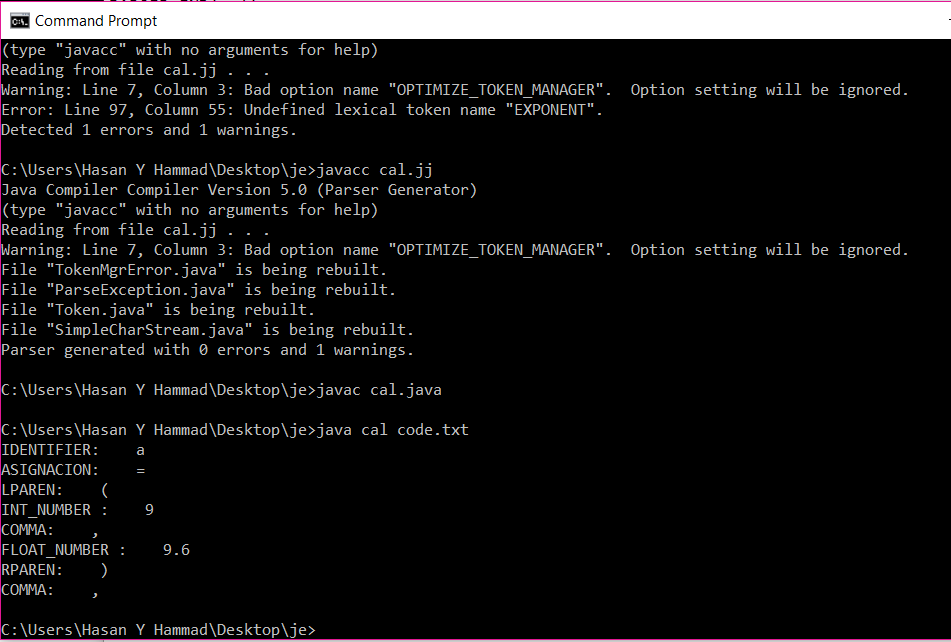 Command Prompt
(type "javacc" with no arguments for help)
Reading from file cal.jj . . .
Warning: Line 7, Column 3: Bad option name "OPTIMIZE_TOKEN_MANAGER".  Option setting will be ignored.
Error: Line 97, Column 55: Undefined lexical token name "EXPONENT".
Detected 1 errors and 1 warnings.
C:\Users\Hasan Y Hammad\Desktop\je>javacc cal.jj
Java Compiler Compiler Version 5.0 (Parser Generator)
(type "javacc" with no arguments for help)
Reading from file cal.jj . . .
Warning: Line 7, Column 3: Bad option name "OPTIMIZE_TOKEN_MANAGER".  Option setting will be ignored.
File "TokenMgrError.java" is being rebuilt.
File "ParseException.java" is being rebuilt.
File "Token.java" is being rebuilt.
File "SimpleCharStream.java" is being rebuilt.
Parser generated with 0 errors and 1 warnings.
C:\Users\Hasan Y Hammad\Desktop\je>javac cal.java
C:\Users\Hasan Y Hammad\Desktop\je>java cal code.txt
IDENTIFIER:    a
ASIGNACION:    =
LPAREN:    (
INT_NUMBER :    9
COMMA:    ,
FLOAT_NUMBER :    9.6
RPAREN:    )
COMMA:    ,
C:\Users\Hasan Y Hammad\Desktop\je>